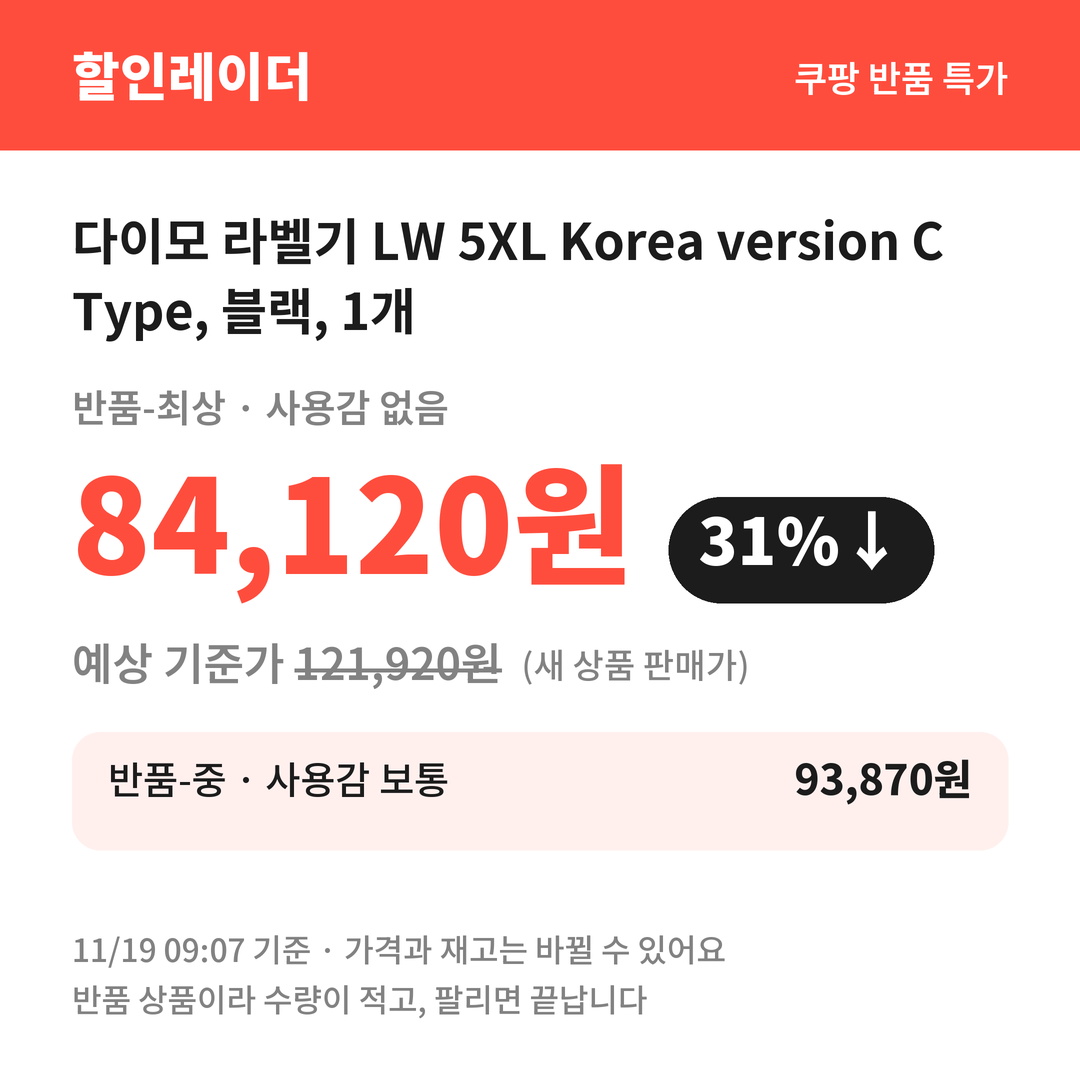 할인레이더
쿠팡 반품 특가
다이모 라벨기 LW 5XL Korea version C
Type, 블랙, 1개
반품-최상 · 사용감 없음
84,120원 31%↓
예상 기준가 121,920원 (새 상품 판매가)
반품-중 · 사용감 보통 93,870원
11/19 09:07 기준 · 가격과 재고는 바뀔 수 있어요
반품 상품이라 수량이 적고, 팔리면 끝납니다